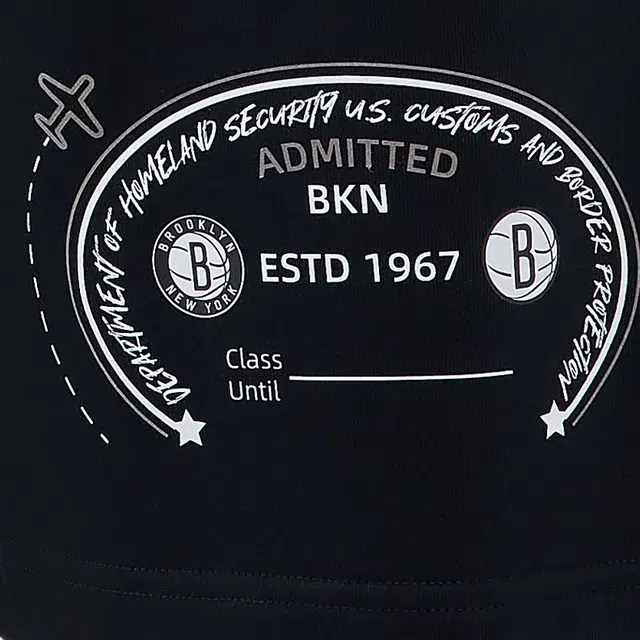 DEPARTMENT OF HOMELAND SECURITY U.S. CUSTOMS AND BORDER PROTECTION
ADMITTED
BKN
BROOKLYN
B
NEW YORK
ESTD 1967
B
Class
Until